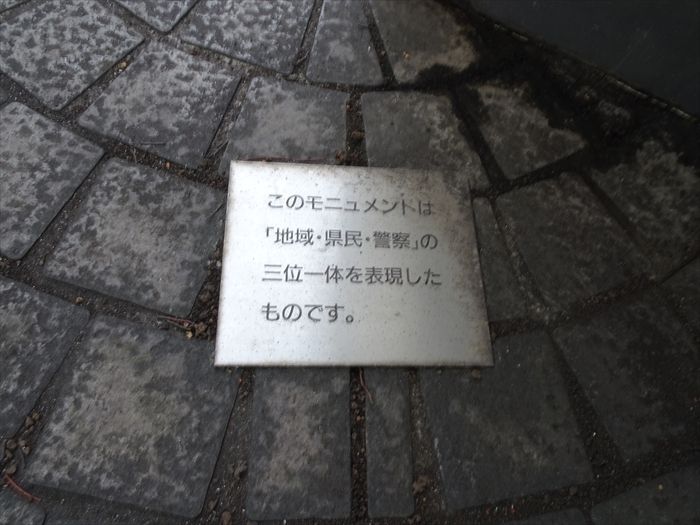 このモニュメントは
「地域・県民・警察」の
三位一体を表現した
ものです。